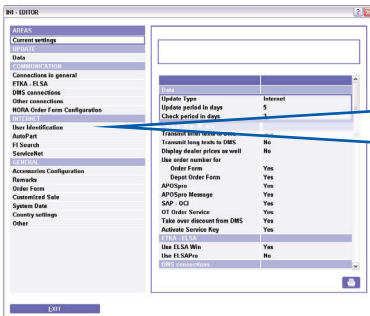 INI - EDITOR
AREAS
Current settings
UPDATE
Data
COMMUNICATION
Connections in general
ETKA - ELSA
DMS connections
Other connections
NORA Order Form Configuration
INTERNET
User Identification
AutoPart
FI Search
ServiceNet
GENERAL
Accessories Configuration
Remarks
Order Form
Customized Sale
System Date
Country settings
Other
EXIT
Data
Update Type Internet
Update period in days 5
Check period in days
Transmit long texts to DMS No
Display dealer prices as well No
Use order number for
Order Form Yes
Depot Order Form Yes
APOSpro Yes
APOSpro Message Yes
SAP - OCI Yes
OT Order Service Yes
Take over discount from DMS Yes
Activate Service Key Yes
ETKA - ELSA
Use ELSA Win Yes
Use ELSAPro No
DMS connections